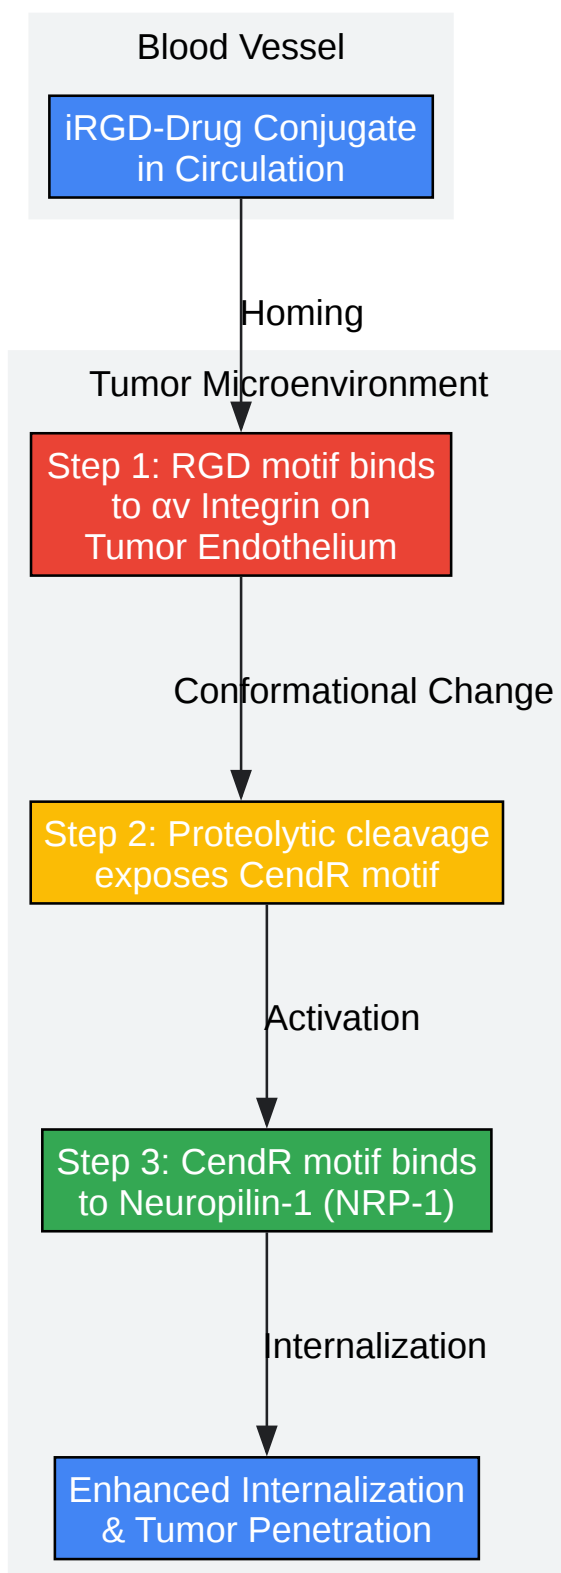 Blood Vessel
iRGD-Drug Conjugate
in Circulation
Homing
Tumor Microenvironment
Step 1: RGD motif binds
to αv Integrin on
Tumor Endothelium
Conformational Change
Step 2: Proteolytic cleavage
exposes CendR motif
Activation
Step 3: CendR motif binds
to Neuropilin-1 (NRP-1)
Internalization
Enhanced Internalization
& Tumor Penetration